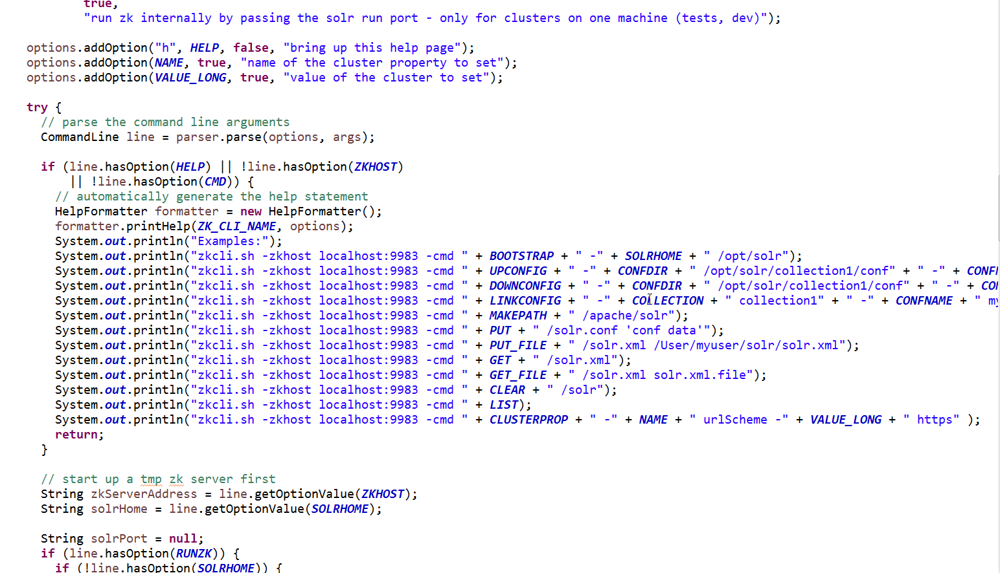 true,
"run zk internally by passing the solr run port - only for clusters on one machine (tests, dev)");
options.addOption("h", HELP, false, "bring up this help page");
options.addOption(NAME, true, "name of the cluster property to set");
options.addOption(VALUE_LONG, true, "value of the cluster to set");
try {
// parse the command line arguments
CommandLine line = parser.parse(options, args);
if (line.hasOption(HELP) || !line.hasOption(ZKHOST)
|| !line.hasOption(CMD)) {
// automatically generate the help statement
HelpFormatter formatter = new HelpFormatter();
formatter.printHelp(ZK_CLI_NAME, options);
System.out.println("Examples:");
System.out.println("zkcli.sh -zkhost localhost:9983 -cmd " + BOOTSTRAP + " -" + SOLRHOME + " /opt/solr");
System.out.println("zkcli.sh -zkhost localhost:9983 -cmd " + UPCONFIG + " -" + CONFDIR + " /opt/solr/collection1/conf" + " -" + CONF
System.out.println("zkcli.sh -zkhost localhost:9983 -cmd " + DOWNCONFIG + " -" + CONFDIR + " /opt/solr/collection1/conf" + " -" + CO
System.out.println("zkcli.sh -zkhost localhost:9983 -cmd " + LINKCONFIG + " -" + COLLECTION + " collection1" + " -" + CONFNAME + " my
System.out.println("zkcli.sh -zkhost localhost:9983 -cmd " + MAKEPATH + " /apache/solr");
System.out.println("zkcli.sh -zkhost localhost:9983 -cmd " + PUT + " /solr.conf 'conf data'");
System.out.println("zkcli.sh -zkhost localhost:9983 -cmd " + PUT_FILE + " /solr.xml /User/myuser/solr/solr.xml");
System.out.println("zkcli.sh -zkhost localhost:9983 -cmd " + GET + " /solr.xml");
System.out.println("zkcli.sh -zkhost localhost:9983 -cmd " + GET_FILE + " /solr.xml solr.xml.file");
System.out.println("zkcli.sh -zkhost localhost:9983 -cmd " + CLEAR + " /solr");
System.out.println("zkcli.sh -zkhost localhost:9983 -cmd " + LIST);
System.out.println("zkcli.sh -zkhost localhost:9983 -cmd " + CLUSTERPROP + " -" + NAME + " urlScheme -" + VALUE_LONG + " https" );
return;
}
// start up a tmp zk server first
String zkServerAddress = line.getOptionValue(ZKHOST);
String solrHome = line.getOptionValue(SOLRHOME);
String solrPort = null;
if (line.hasOption(RUNZK)) {
if (!line.hasOption(SOLRHOME)) {